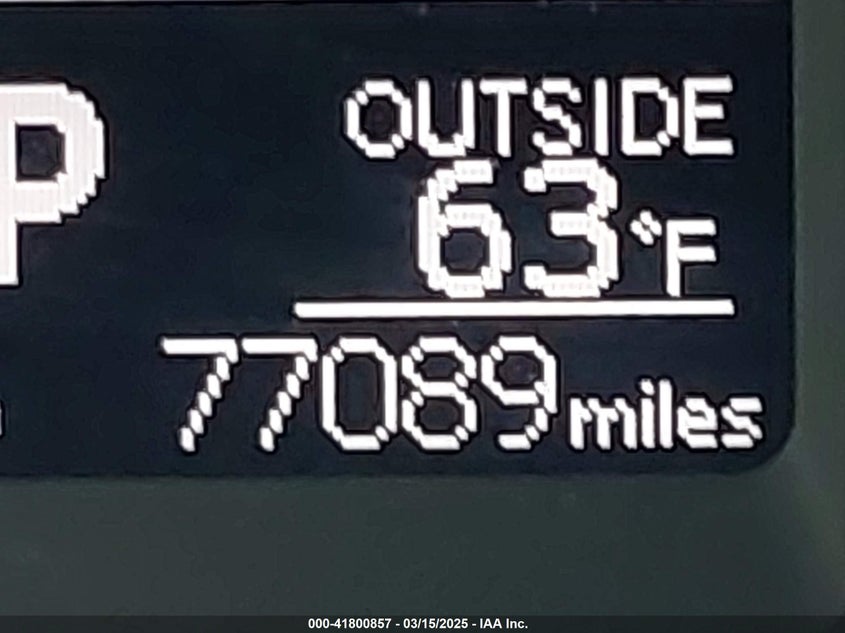 P
OUTSIDE
63°F
77089 miles
000-41800857 - 03/15/2025 - IAA Inc.